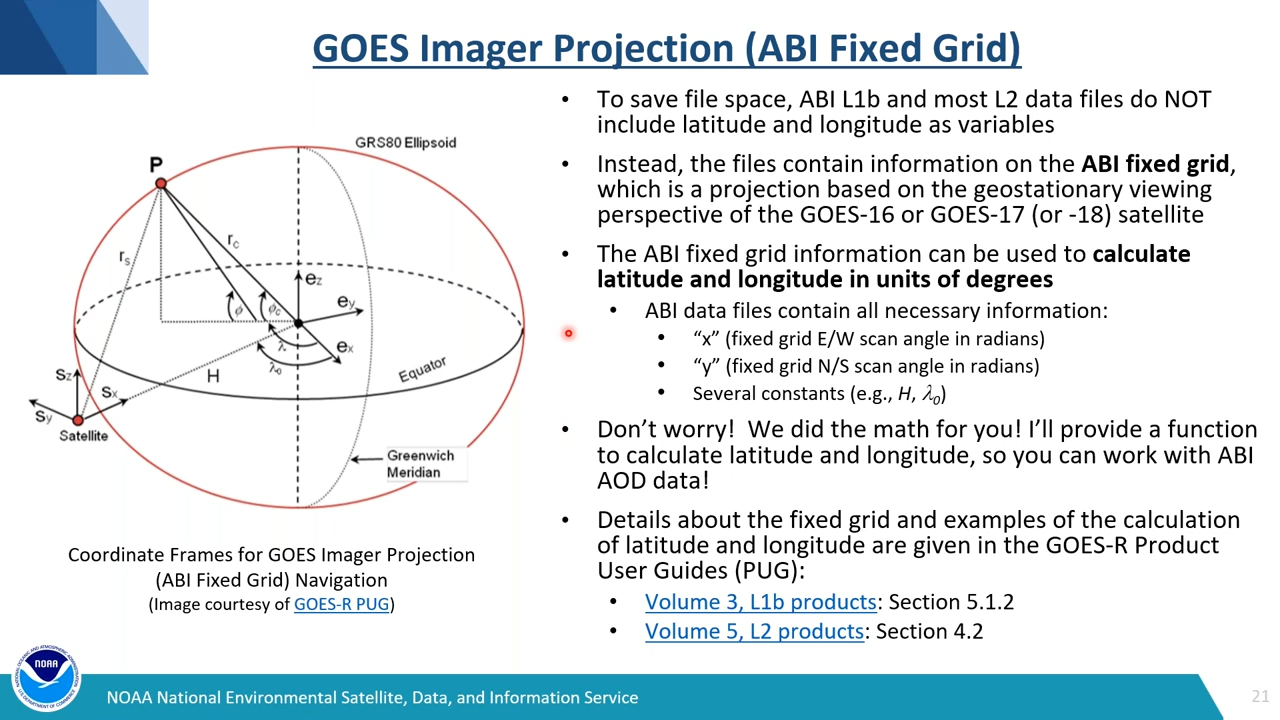 GOES Imager Projection (ABI Fixed Grid)
GRS80 Ellipsoid
P
rc
rs
ez
ey
ϕ
ϕc
λ
λ0
ex
H
Equator
Sz
Sx
Sy
Satellite
Greenwich
Meridian
Coordinate Frames for GOES Imager Projection
(ABI Fixed Grid) Navigation
(Image courtesy of GOES-R PUG)
• To save file space, ABI L1b and most L2 data files do NOT
include latitude and longitude as variables
• Instead, the files contain information on the ABI fixed grid,
which is a projection based on the geostationary viewing
perspective of the GOES-16 or GOES-17 (or -18) satellite
• The ABI fixed grid information can be used to calculate
latitude and longitude in units of degrees
• ABI data files contain all necessary information:
• “x” (fixed grid E/W scan angle in radians)
• “y” (fixed grid N/S scan angle in radians)
• Several constants (e.g., H, λ0)
• Don’t worry! We did the math for you! I’ll provide a function
to calculate latitude and longitude, so you can work with ABI
AOD data!
• Details about the fixed grid and examples of the calculation
of latitude and longitude are given in the GOES-R Product
User Guides (PUG):
• Volume 3, L1b products: Section 5.1.2
• Volume 5, L2 products: Section 4.2
NOAA
NOAA National Environmental Satellite, Data, and Information Service
21